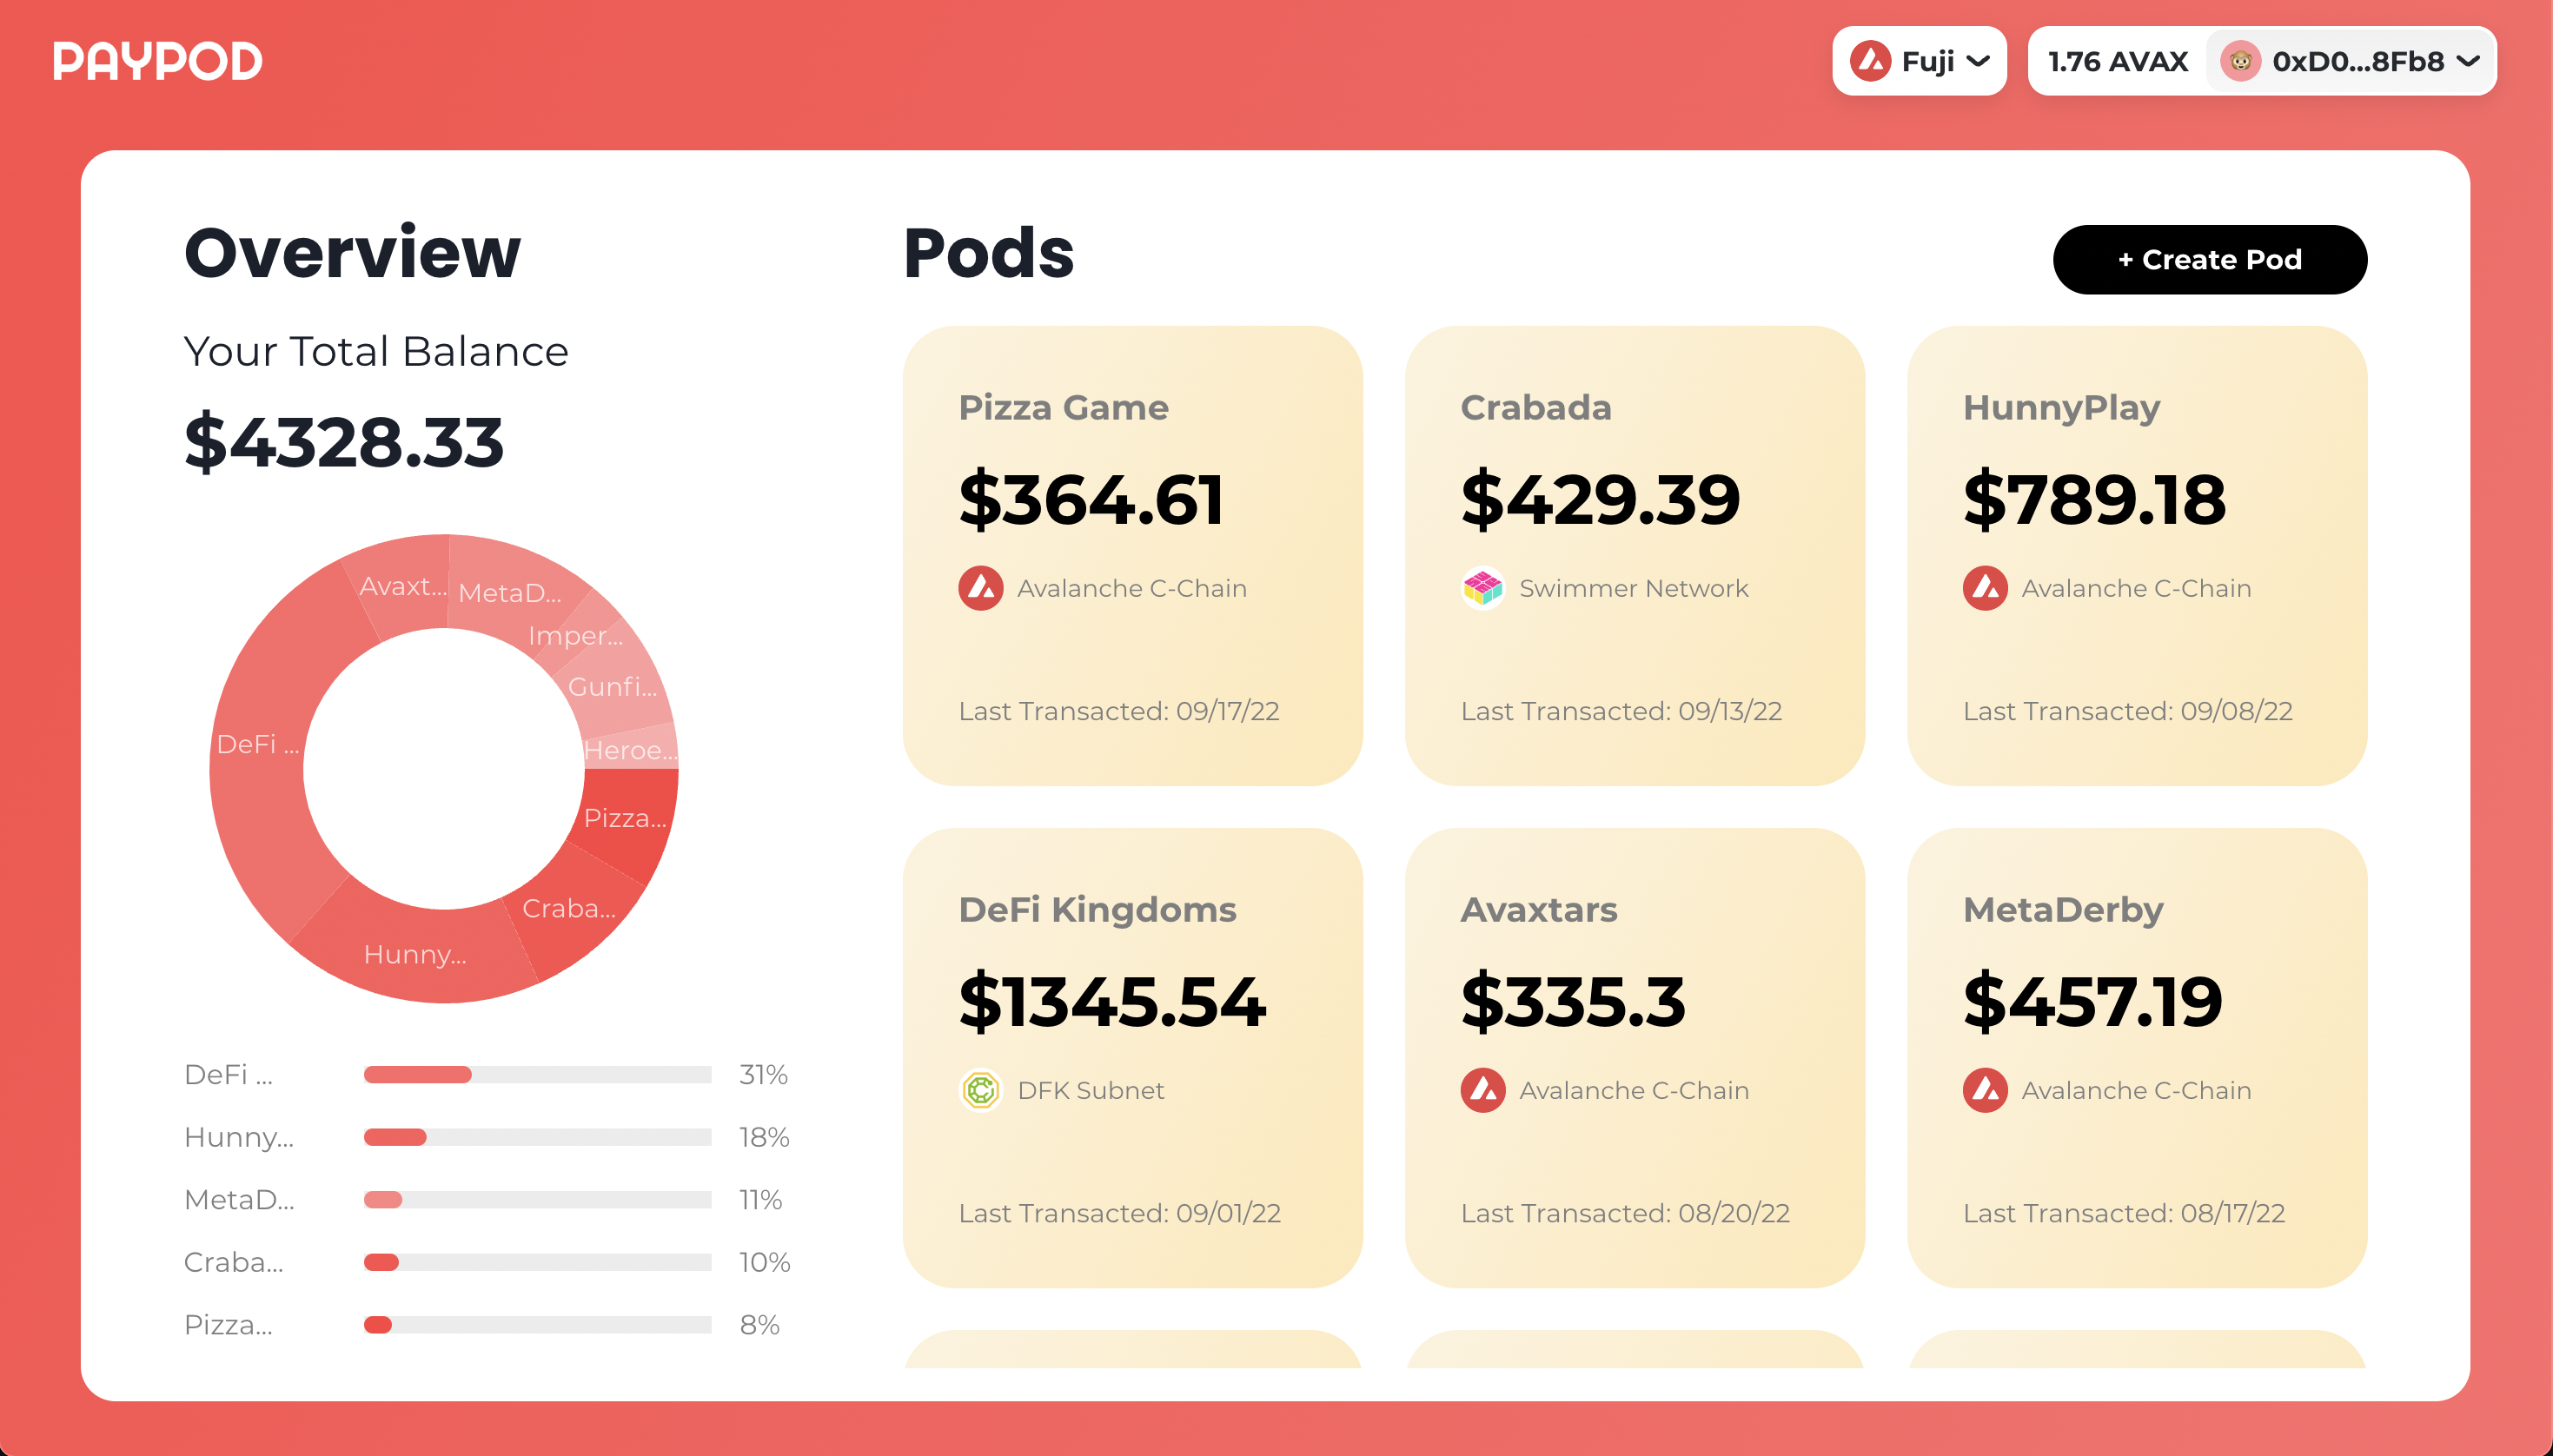 PAYPOD
Fuji
1.76 AVAX
0xD0...8Fb8
Overview
Your Total Balance
$4328.33
Avaxt...
MetaD...
Imper...
Gunfi...
Heroe...
DeFi ...
Pizza...
Craba...
Hunny...
DeFi ...
31%
Hunny...
18%
MetaD...
11%
Craba...
10%
Pizza...
8%
Pods
+ Create Pod
Pizza Game
$364.61
Avalanche C-Chain
Last Transacted: 09/17/22
Crabada
$429.39
Swimmer Network
Last Transacted: 09/13/22
HunnyPlay
$789.18
Avalanche C-Chain
Last Transacted: 09/08/22
DeFi Kingdoms
$1345.54
DFK Subnet
Last Transacted: 09/01/22
Avaxtars
$335.3
Avalanche C-Chain
Last Transacted: 08/20/22
MetaDerby
$457.19
Avalanche C-Chain
Last Transacted: 08/17/22